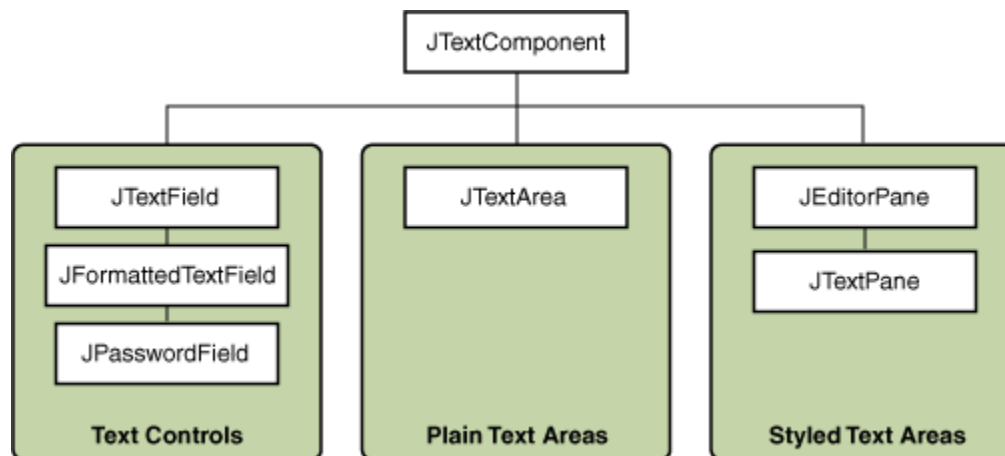 JTextComponent
JTextField
JFormattedTextField
JPasswordField
Text Controls
JTextArea
Plain Text Areas
JEditorPane
JTextPane
Styled Text Areas